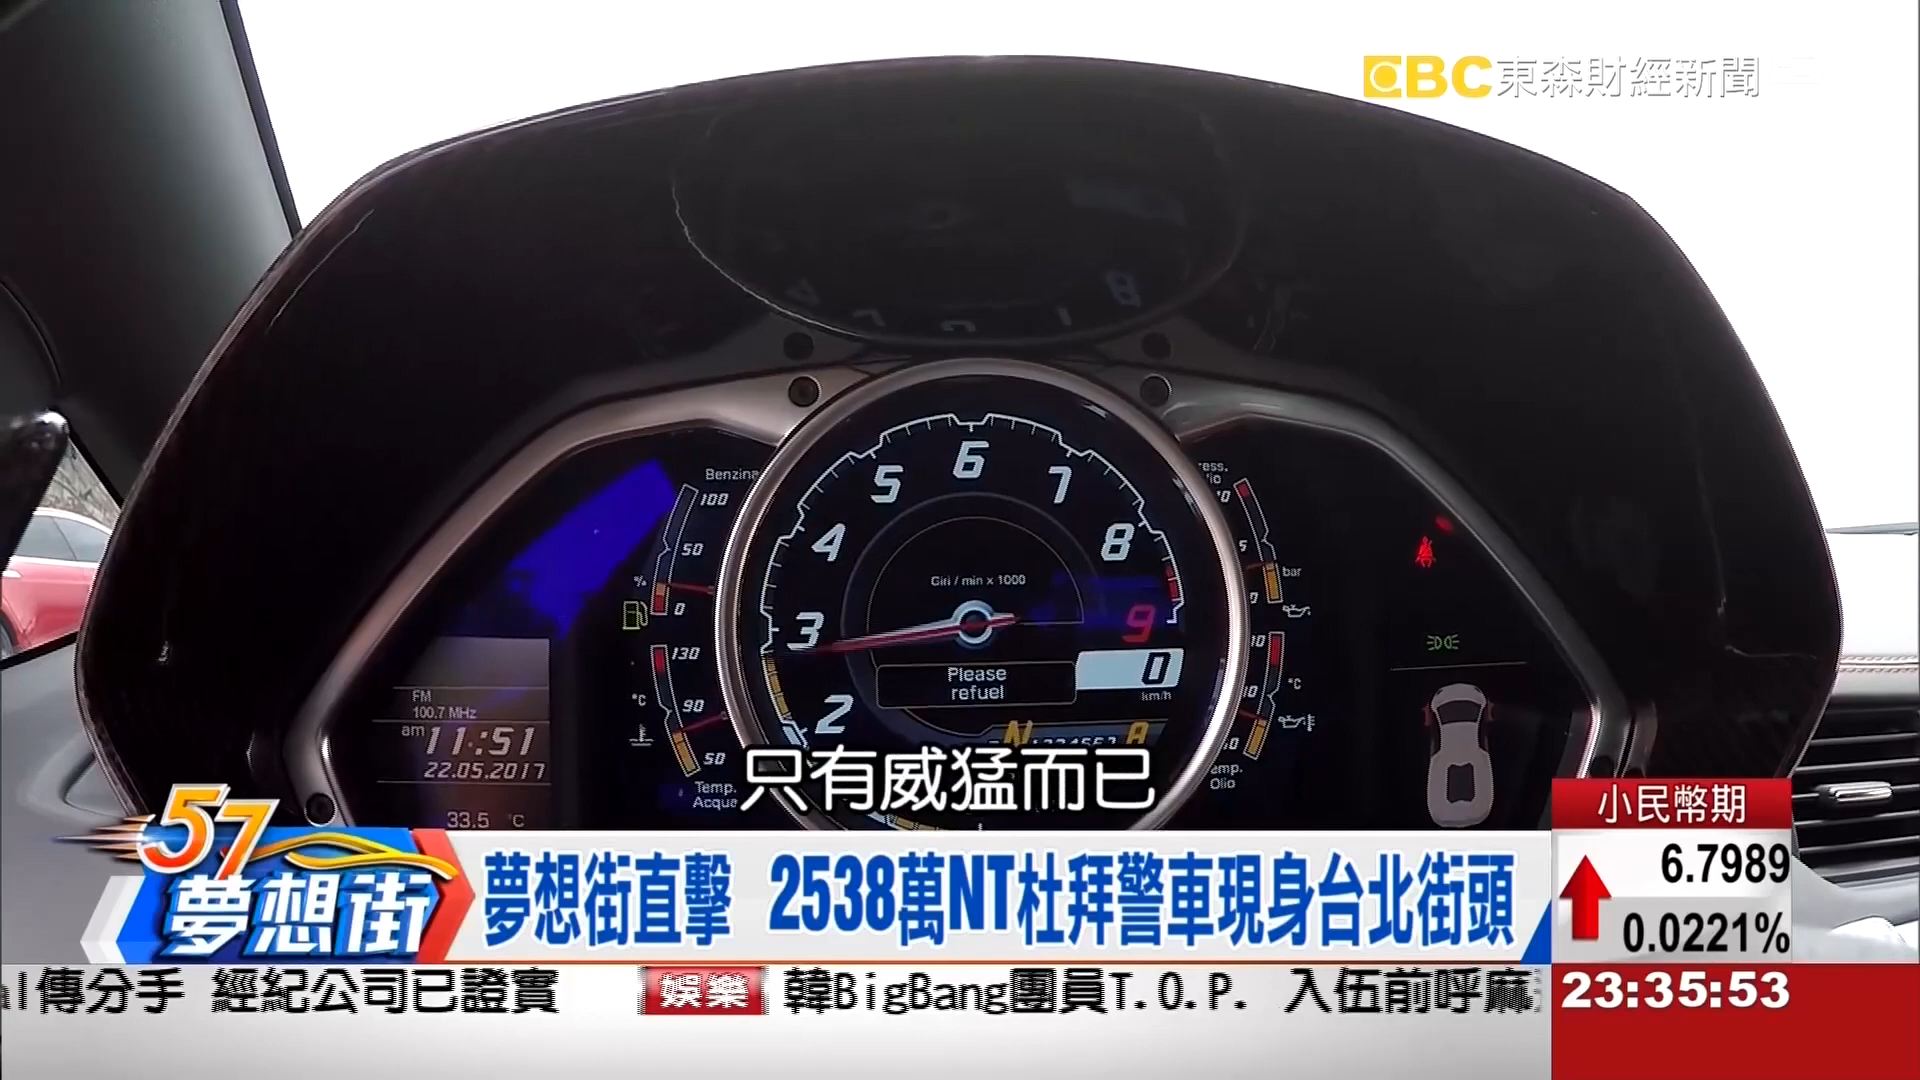 EBC東森財經新聞
Benzina
100
50
%
0
130
°C
90
50
Temp.
Acqua
FM
100.7 MHz
am 11:51
22.05.2017
33.5 °C
2
3
4
5
6
7
8
9
Giri / min x 1000
Please
refuel
0
km/h
N
5
bar
0
°C
Olio
只有威猛而已
57
夢想街
夢想街直擊 2538萬NT杜拜警車現身台北街頭
小民幣期
6.7989
0.0221%
傳分手 經紀公司已證實 娛樂 韓BigBang團員T.O.P. 入伍前呼麻
23:35:53